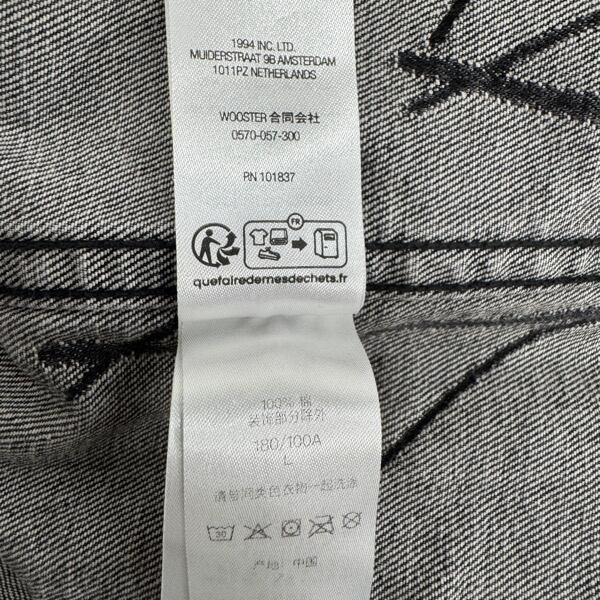 1994 INC. LTD.
MUIDERSTRAAT 9B AMSTERDAM
1011PZ NETHERLANDS
WOOSTER 合同会社
0570-057-300
RN 101837
FR
quefairedemesdechets.fr
100% 棉
装饰部分除外
180/100A
L
请与同类色衣物一起洗涤
30
产地 中国